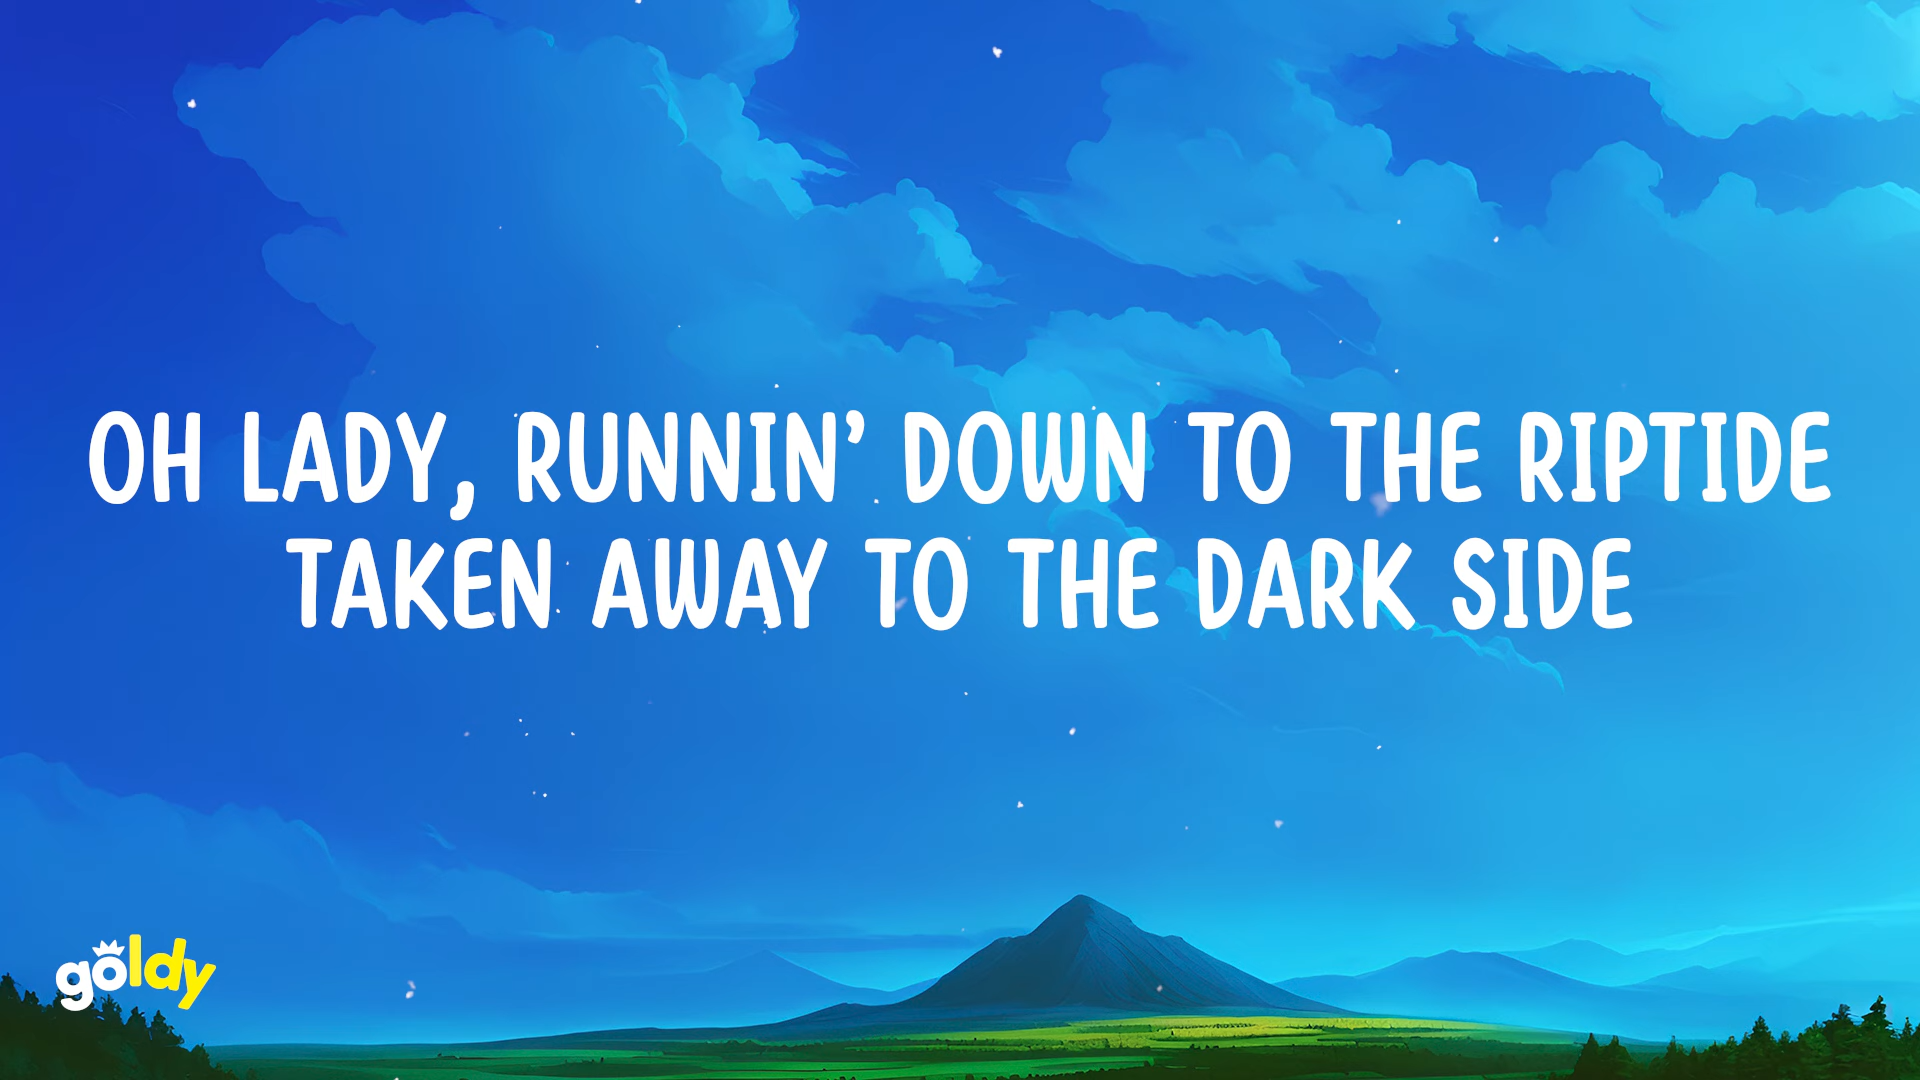 OH LADY, RUNNIN’ DOWN TO THE RIPTIDE
TAKEN AWAY TO THE DARK SIDE
goldy